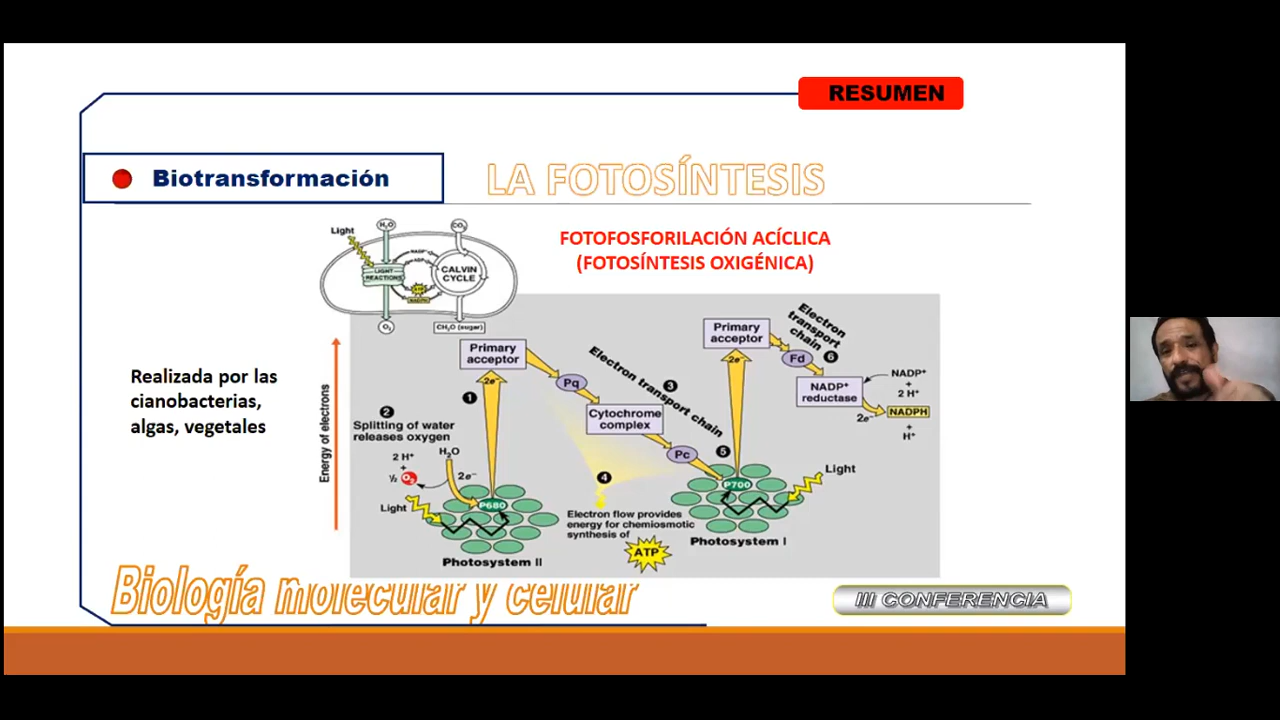 RESUMEN
Biotransformación
LA FOTOSÍNTESIS
FOTOFOSFORILACIÓN ACÍCLICA
(FOTOSÍNTESIS OXIGÉNICA)
Light
H₂O
CO₂
NADP⁺
ADP
LIGHT
REACTIONS
CALVIN
CYCLE
ATP
NADPH
O₂
CH₂O (sugar)
Realizada por las
cianobacterias,
algas, vegetales
Energy of electrons
Primary
acceptor
2e⁻
1
2
Splitting of water
releases oxygen
2 H⁺
+
½ O₂
H₂O
2e⁻
Light
P680
Photosystem II
Pq
Electron transport chain
3
Cytochrome
complex
Pc
5
4
Electron flow provides
energy for chemiosmotic
synthesis of
ATP
Primary
acceptor
2e⁻
P700
Light
Photosystem I
Electron
transport
chain
Fd
6
NADP⁺
reductase
NADP⁺
+
2 H⁺
2e⁻
NADPH
+
H⁺
Biología molecular y celular
III CONFERENCIA